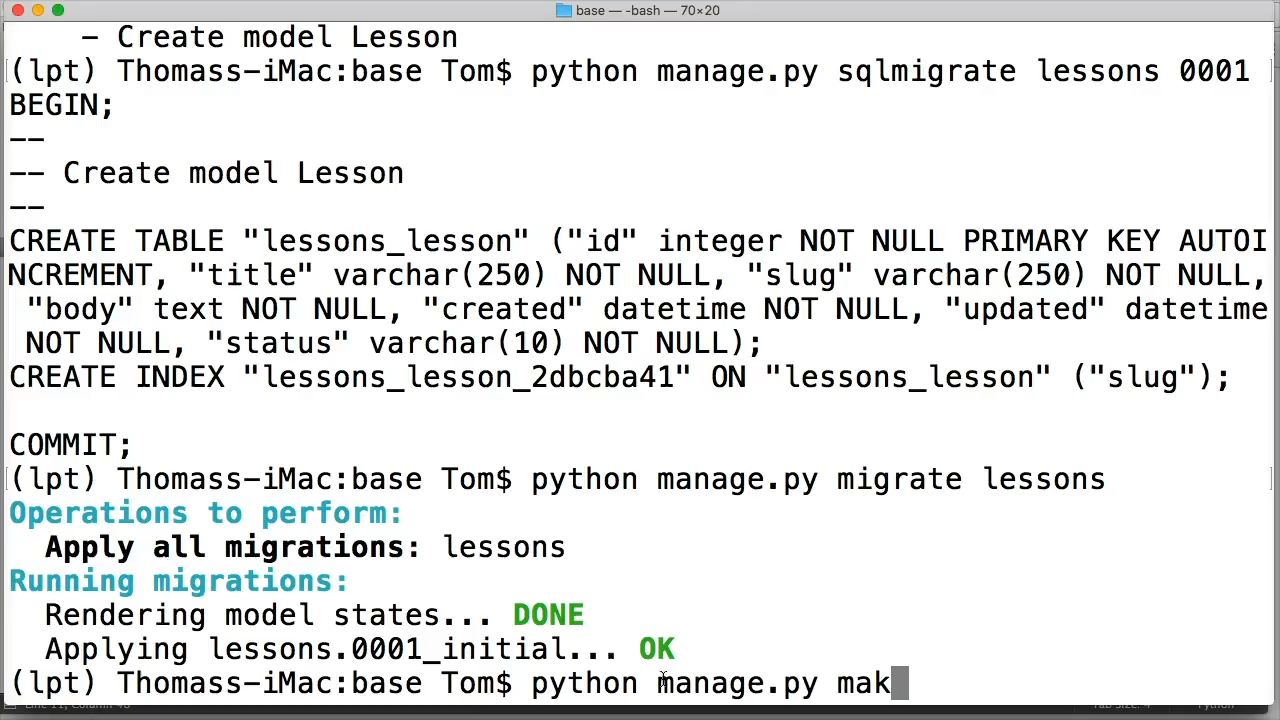 base — -bash — 70×20
- Create model Lesson
(lpt) Thomass-iMac:base Tom$ python manage.py sqlmigrate lessons 0001
BEGIN;
--
-- Create model Lesson
--
CREATE TABLE "lessons_lesson" ("id" integer NOT NULL PRIMARY KEY AUTOI
NCREMENT, "title" varchar(250) NOT NULL, "slug" varchar(250) NOT NULL,
"body" text NOT NULL, "created" datetime NOT NULL, "updated" datetime
NOT NULL, "status" varchar(10) NOT NULL);
CREATE INDEX "lessons_lesson_2dbcba41" ON "lessons_lesson" ("slug");
COMMIT;
(lpt) Thomass-iMac:base Tom$ python manage.py migrate lessons
Operations to perform:
Apply all migrations: lessons
Running migrations:
Rendering model states... DONE
Applying lessons.0001_initial... OK
(lpt) Thomass-iMac:base Tom$ python manage.py mak